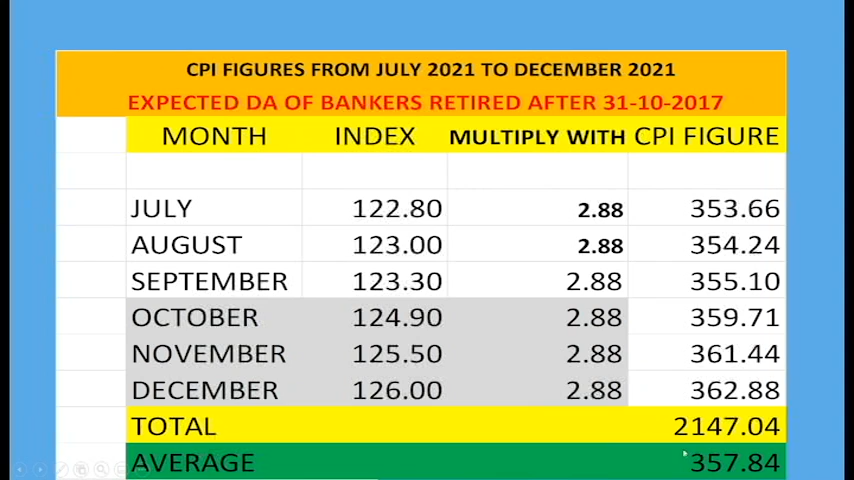 CPI FIGURES FROM JULY 2021 TO DECEMBER 2021
EXPECTED DA OF BANKERS RETIRED AFTER 31-10-2017
MONTH INDEX MULTIPLY WITH CPI FIGURE
JULY 122.80 2.88 353.66
AUGUST 123.00 2.88 354.24
SEPTEMBER 123.30 2.88 355.10
OCTOBER 124.90 2.88 359.71
NOVEMBER 125.50 2.88 361.44
DECEMBER 126.00 2.88 362.88
TOTAL 2147.04
AVERAGE 357.84